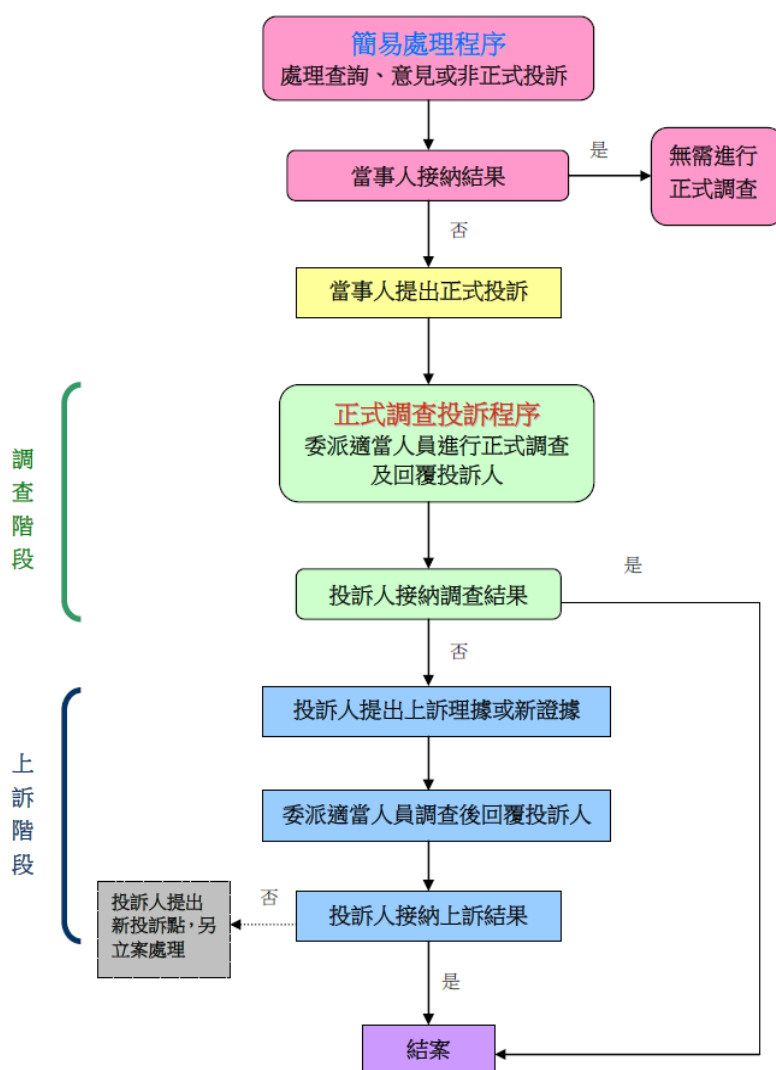 簡易處理程序
處理查詢、意見或非正式投訴
當事人接納結果
是
無需進行
正式調查
否
當事人提出正式投訴
調查階段
正式調查投訴程序
委派適當人員進行正式調查
及回覆投訴人
投訴人接納調查結果
是
否
上訴階段
投訴人提出上訴理據或新證據
委派適當人員調查後回覆投訴人
投訴人接納上訴結果
否
投訴人提出
新投訴點，另
立案處理
是
結案